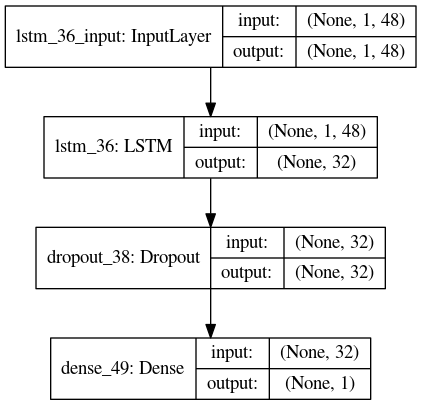 lstm_36_input: InputLayer
input: (None, 1, 48)
output: (None, 1, 48)
lstm_36: LSTM
input: (None, 1, 48)
output: (None, 32)
dropout_38: Dropout
input: (None, 32)
output: (None, 32)
dense_49: Dense
input: (None, 32)
output: (None, 1)